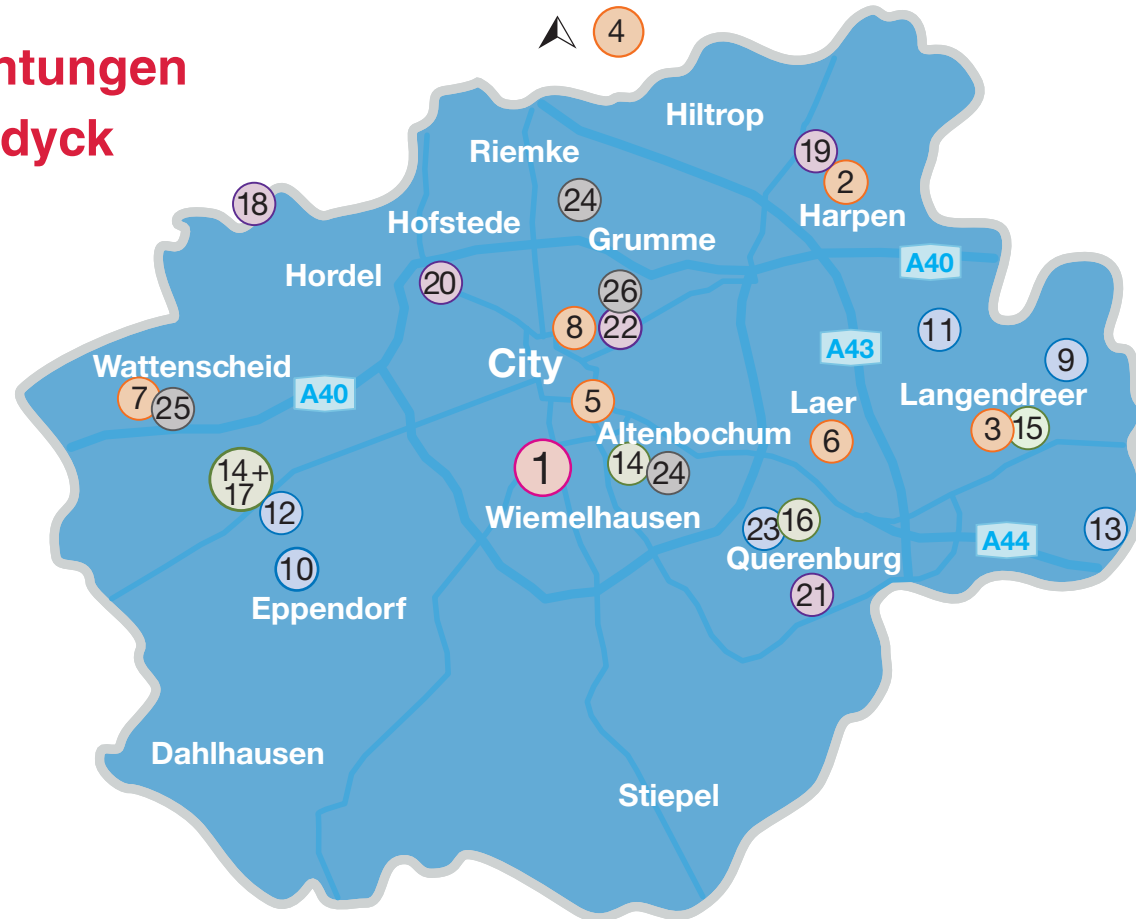 4
htungen
dyck
Hiltrop
Riemke
19
2
18
24
Harpen
Hofstede
Grumme
A40
Hordel
20
26
8
22
11
A43
9
City
Wattenscheid
A40
7
25
5
Laer
Langendreer
3
15
6
Altenbochum
1
14
24
14+
17
12
Wiemelhausen
23
16
13
A44
10
Querenburg
21
Eppendorf
Dahlhausen
Stiepel